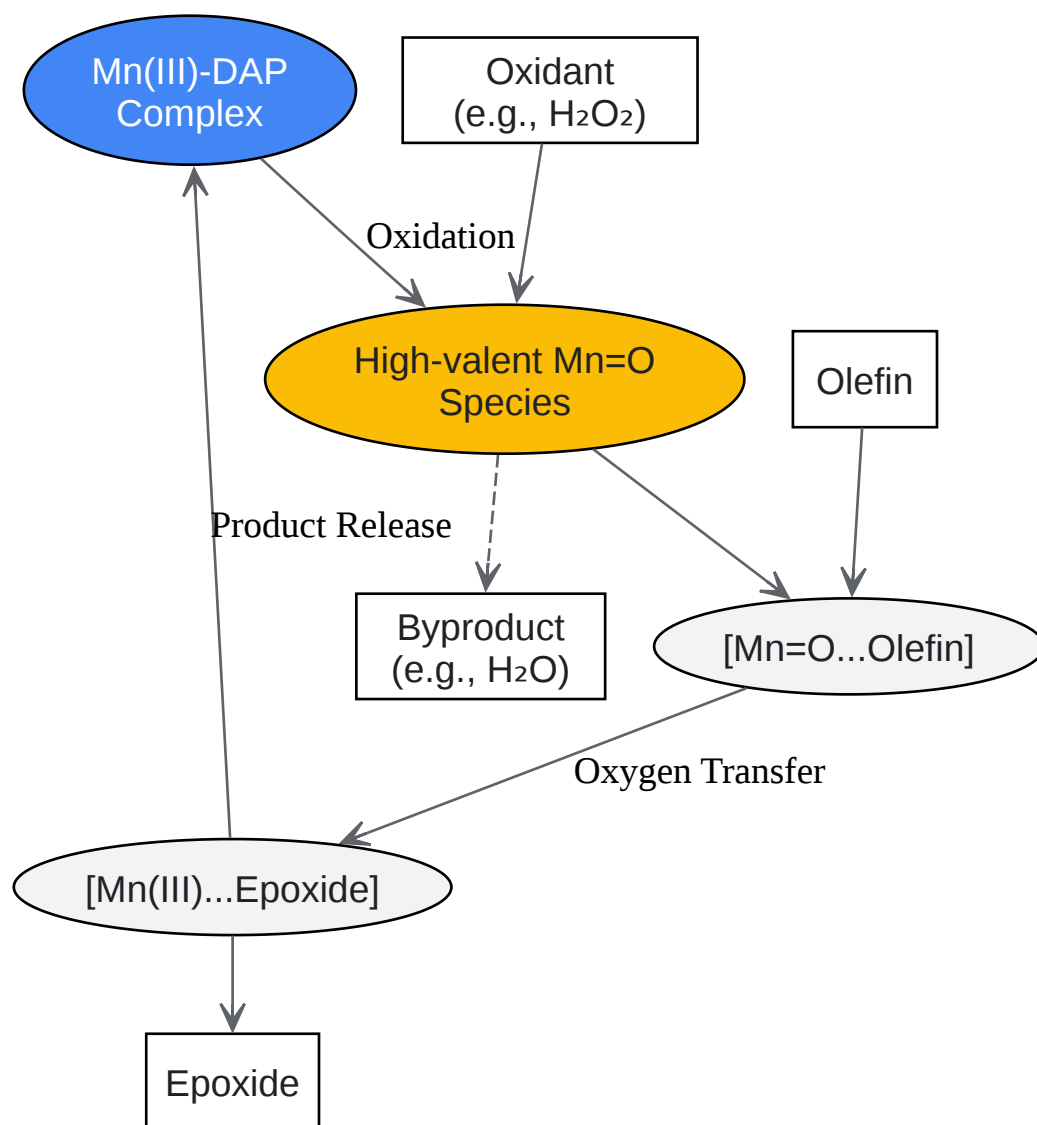 Mn(III)-DAP
Complex
Oxidant
(e.g., H₂O₂)
Oxidation
High-valent Mn=O
Species
Olefin
Product Release
Byproduct
(e.g., H₂O)
[Mn=O...Olefin]
Oxygen Transfer
[Mn(III)...Epoxide]
Epoxide